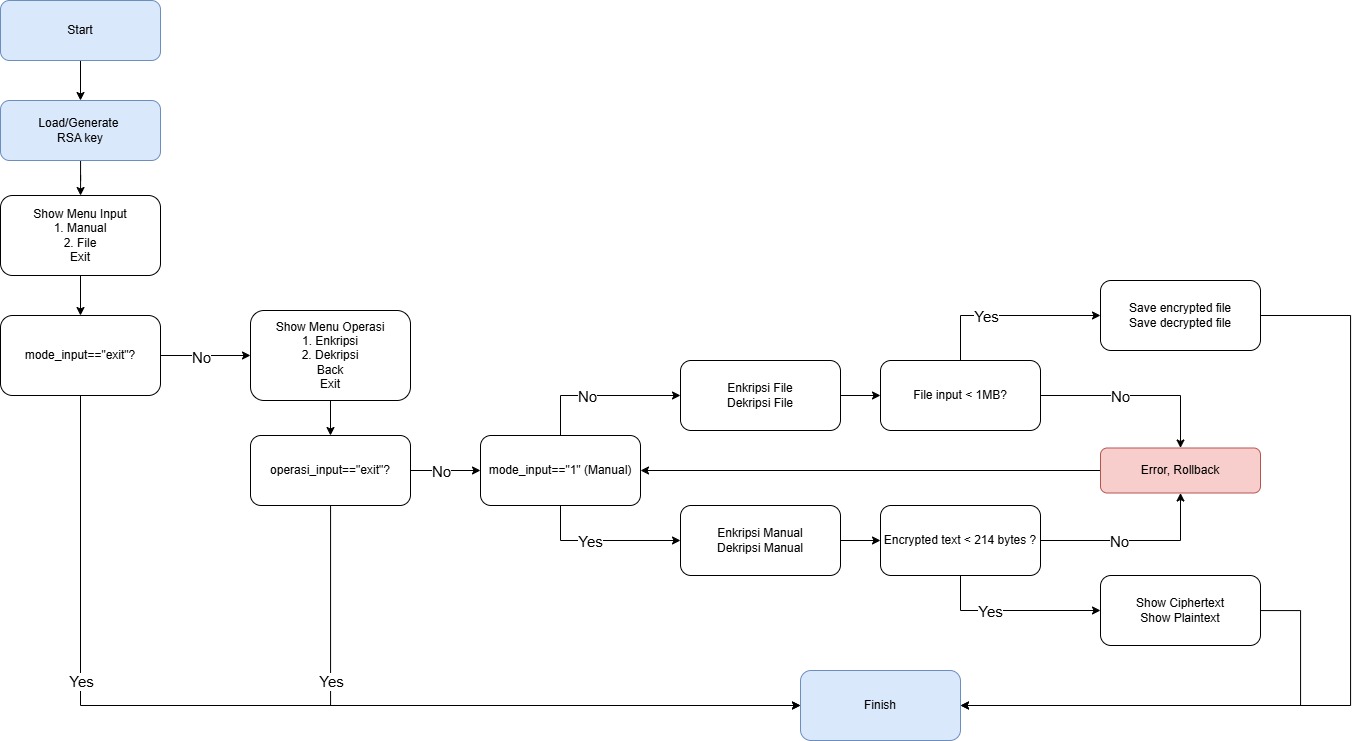 Start
Load/Generate
RSA key
Show Menu Input
1. Manual
2. File
Exit
mode_input=="exit"?
No
Yes
Show Menu Operasi
1. Enkripsi
2. Dekripsi
Back
Exit
operasi_input=="exit"?
No
Yes
mode_input=="1" (Manual)
No
Enkripsi File
Dekripsi File
File input < 1MB?
Yes
Save encrypted file
Save decrypted file
No
Error, Rollback
Yes
Enkripsi Manual
Dekripsi Manual
Encrypted text < 214 bytes ?
No
Yes
Show Ciphertext
Show Plaintext
Finish